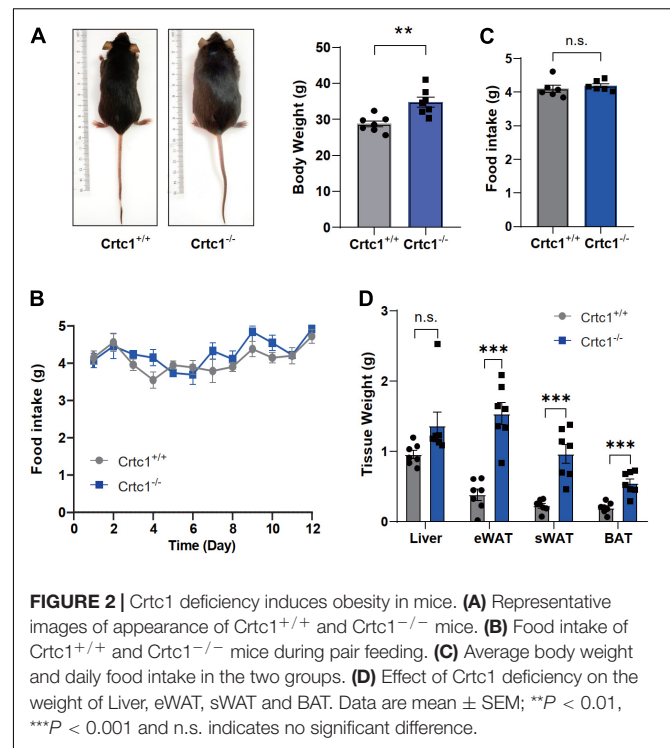 A
Crtc1+/+
Crtc1-/-
Body Weight (g)
50
40
30
20
10
0
**
Crtc1+/+ Crtc1-/-
C
Food intake (g)
5
4
3
2
1
0
n.s.
Crtc1+/+ Crtc1-/-
B
Food intake (g)
6
5
4
3
2
1
0
Crtc1+/+
Crtc1-/-
0 2 4 6 8 10 12
Time (Day)
D
Tissue Weight (g)
3
2
1
0
Crtc1+/+
Crtc1-/-
n.s.
***
***
***
Liver eWAT sWAT BAT
FIGURE 2 | Crtc1 deficiency induces obesity in mice. (A) Representative
images of appearance of Crtc1+/+ and Crtc1−/− mice. (B) Food intake of
Crtc1+/+ and Crtc1−/− mice during pair feeding. (C) Average body weight
and daily food intake in the two groups. (D) Effect of Crtc1 deficiency on the
weight of Liver, eWAT, sWAT and BAT. Data are mean ± SEM; **P < 0.01,
***P < 0.001 and n.s. indicates no significant difference.